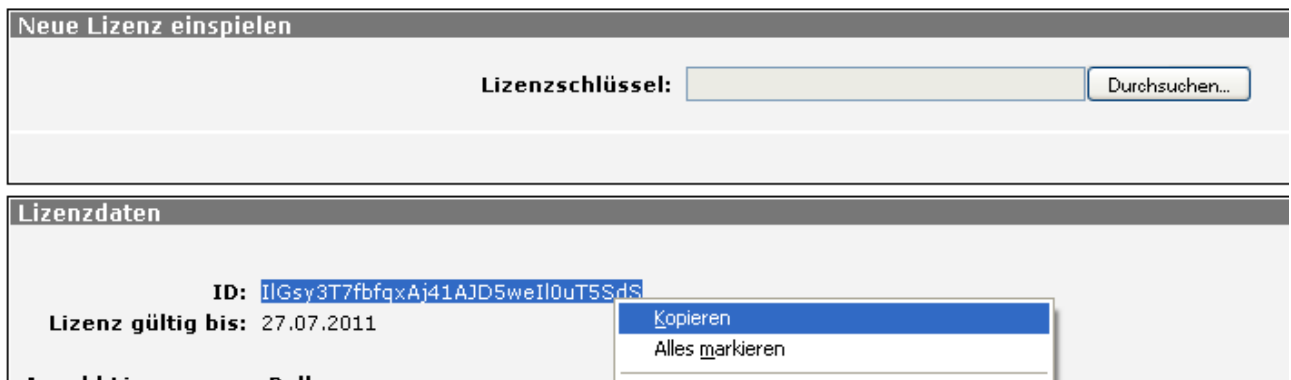 Neue Lizenz einspielen
Lizenzschlüssel: Durchsuchen...
Lizenzdaten
ID: IlGsy3T7fbfqxAj41AJD5weIl0uT5SdS
Lizenz gültig bis: 27.07.2011
Kopieren
Alles markieren